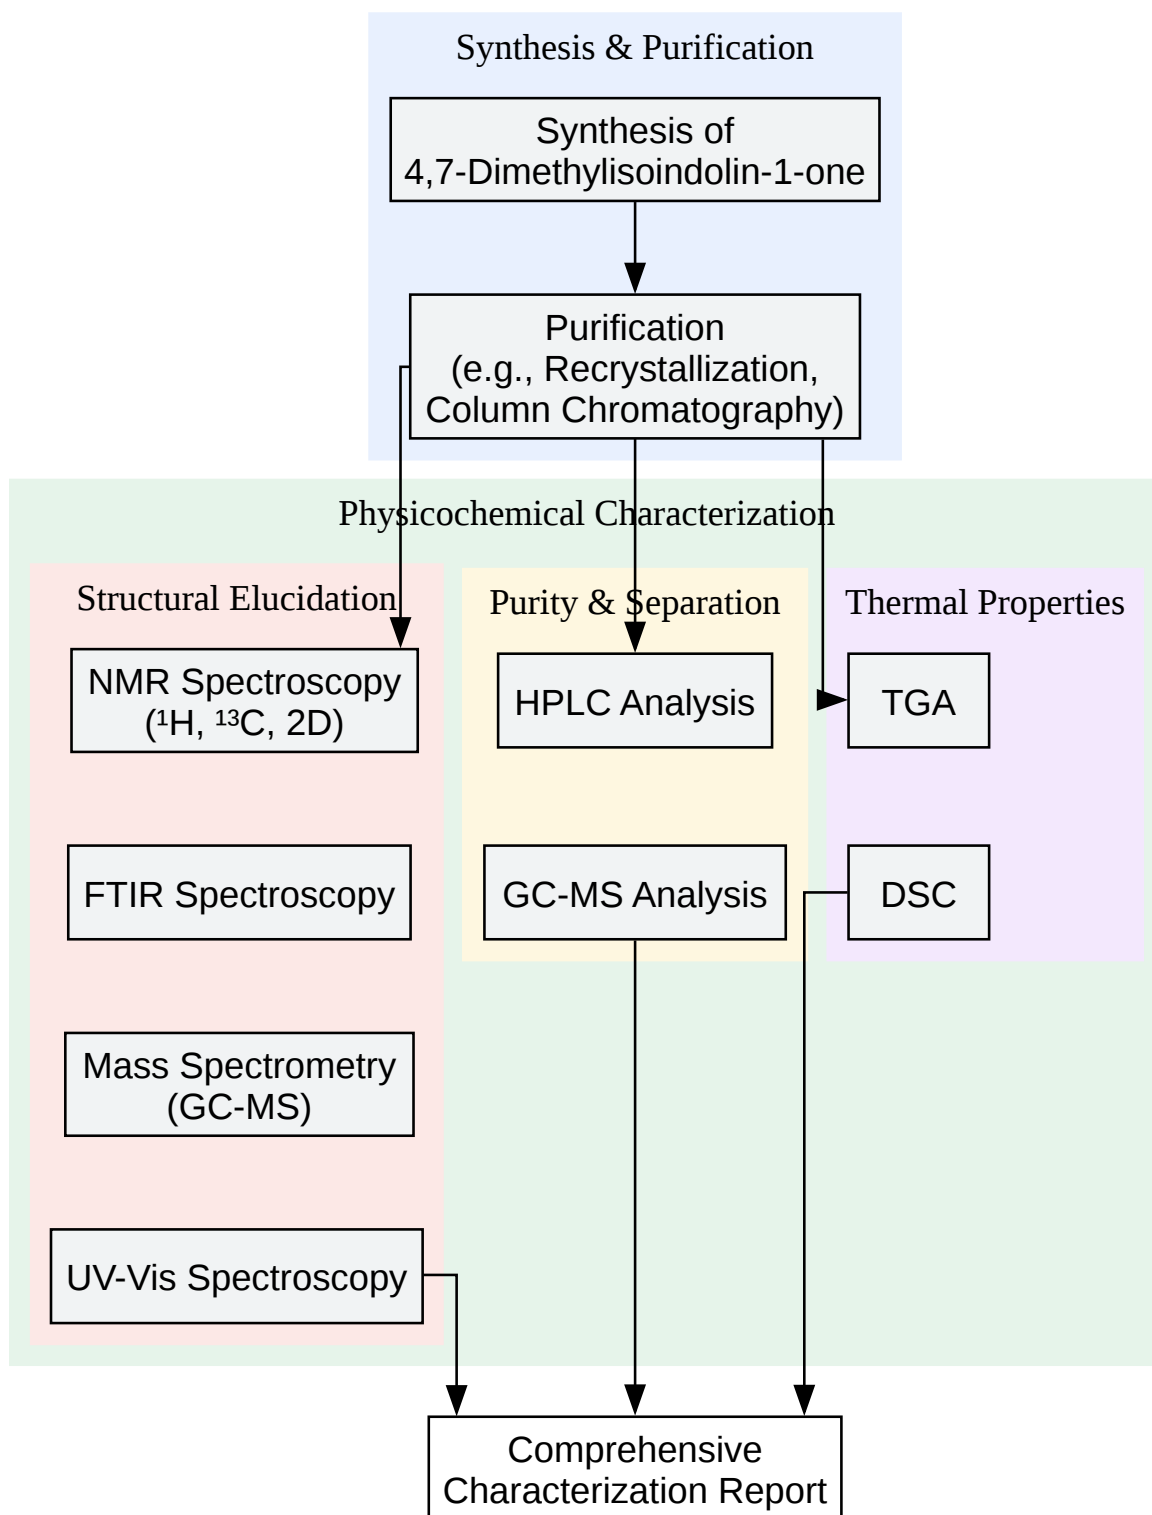 Synthesis & Purification
Synthesis of
4,7-Dimethylisoindolin-1-one
Purification
(e.g., Recrystallization,
Column Chromatography)
Physicochemical Characterization
Structural Elucidation
NMR Spectroscopy
(¹H, ¹³C, 2D)
FTIR Spectroscopy
Mass Spectrometry
(GC-MS)
UV-Vis Spectroscopy
Purity & Separation
HPLC Analysis
GC-MS Analysis
Thermal Properties
TGA
DSC
Comprehensive
Characterization Report